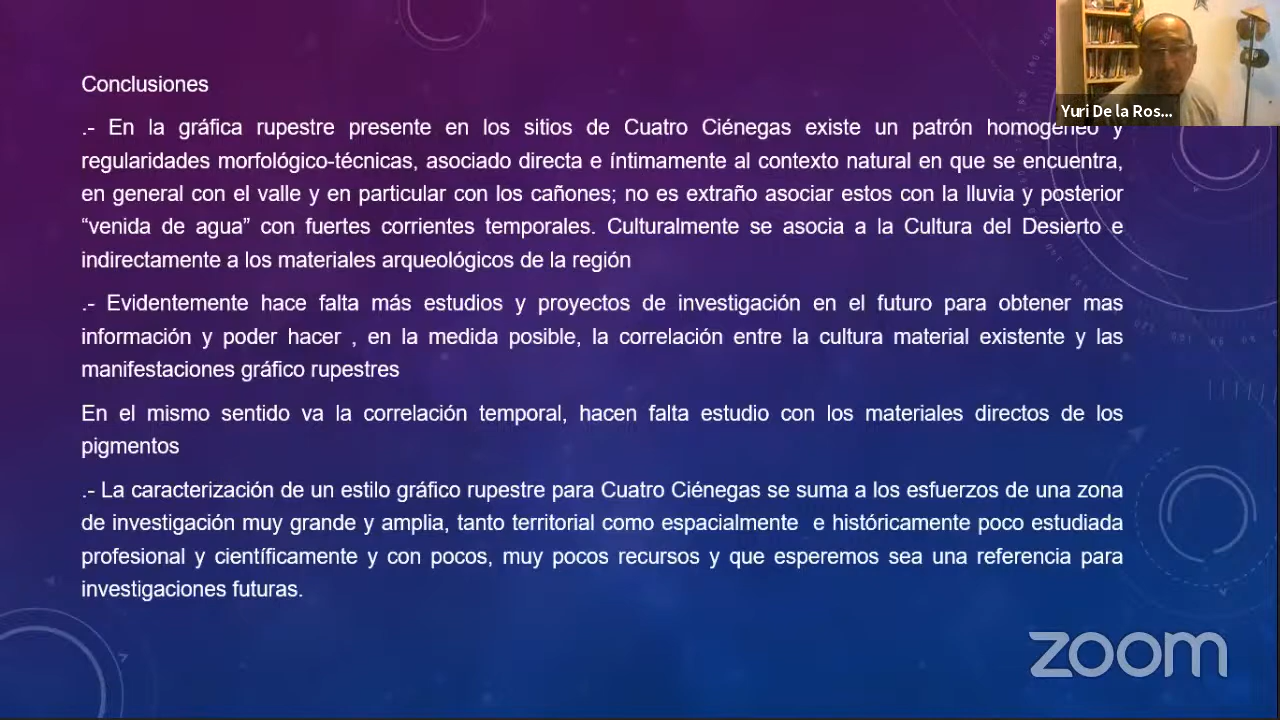 Conclusiones
.- En la gráfica rupestre presente en los sitios de Cuatro Ciénegas existe un patrón homogéneo y
regularidades morfológico-técnicas, asociado directa e íntimamente al contexto natural en que se encuentra,
en general con el valle y en particular con los cañones; no es extraño asociar estos con la lluvia y posterior
“venida de agua” con fuertes corrientes temporales. Culturalmente se asocia a la Cultura del Desierto e
indirectamente a los materiales arqueológicos de la región
.- Evidentemente hace falta más estudios y proyectos de investigación en el futuro para obtener mas
información y poder hacer , en la medida posible, la correlación entre la cultura material existente y las
manifestaciones gráfico rupestres
En el mismo sentido va la correlación temporal, hacen falta estudio con los materiales directos de los
pigmentos
.- La caracterización de un estilo gráfico rupestre para Cuatro Ciénegas se suma a los esfuerzos de una zona
de investigación muy grande y amplia, tanto territorial como espacialmente e históricamente poco estudiada
profesional y científicamente y con pocos, muy pocos recursos y que esperemos sea una referencia para
investigaciones futuras.
Yuri De la Ros...
zoom